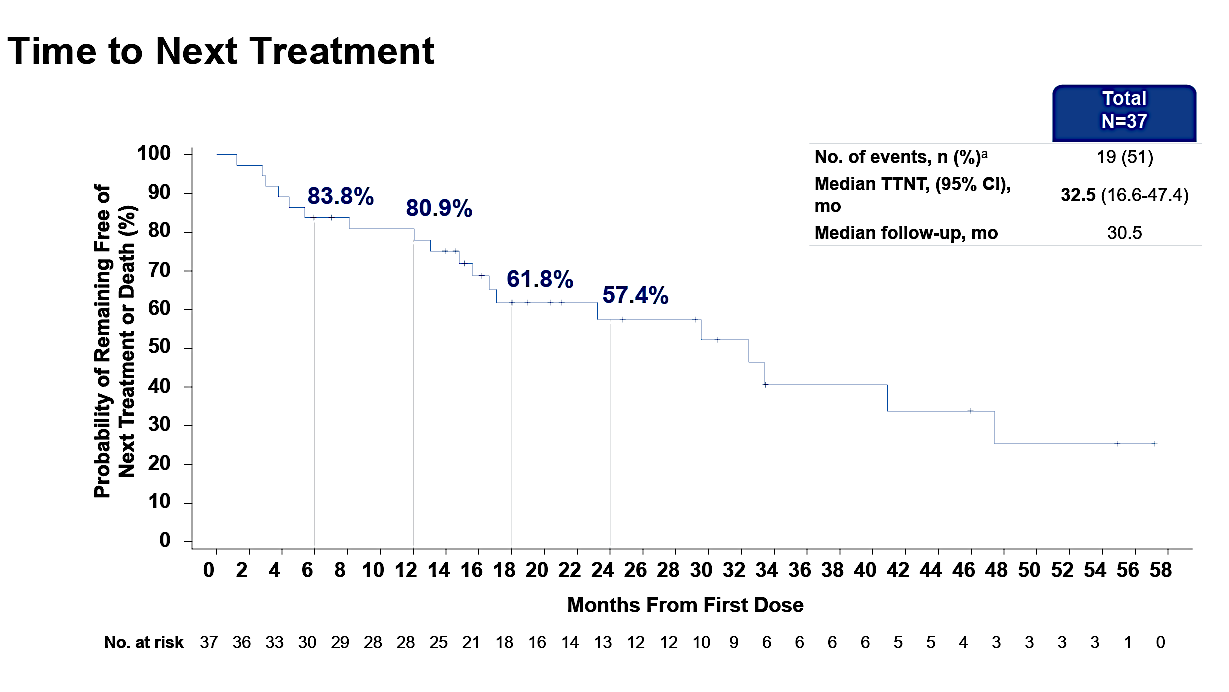 Time to Next Treatment
Total
N=37
No. of events, n (%)ª 19 (51)
Median TTNT, (95% CI),
mo
32.5 (16.6-47.4)
Median follow-up, mo 30.5
Probability of Remaining Free of
Next Treatment or Death (%)
100
90
80
70
60
50
40
30
20
10
0
83.8%
80.9%
61.8%
57.4%
0 2 4 6 8 10 12 14 16 18 20 22 24 26 28 30 32 34 36 38 40 42 44 46 48 50 52 54 56 58
Months From First Dose
No. at risk 37 36 33 30 29 28 28 25 21 18 16 14 13 12 12 10 9 6 6 6 6 5 5 4 3 3 3 3 1 0